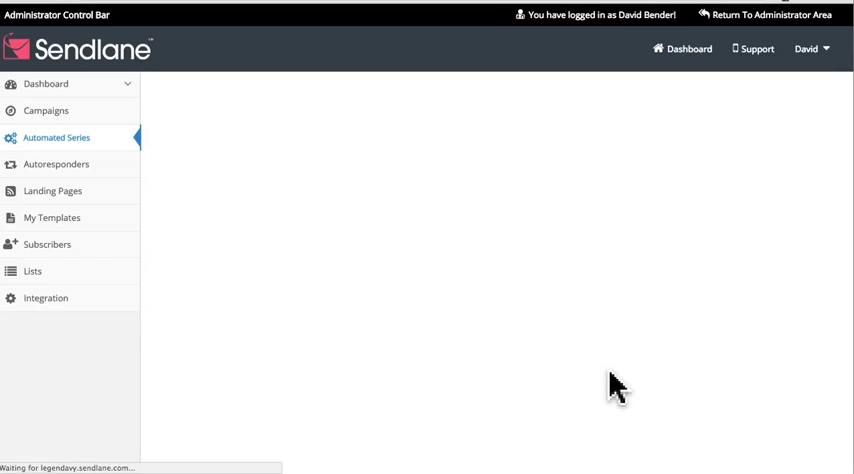 Administrator Control Bar
You have logged in as David Bender!
Return To Administrator Area
Sendlane™
Dashboard
Support
David
Dashboard
Campaigns
Automated Series
Autoresponders
Landing Pages
My Templates
Subscribers
Lists
Integration
Waiting for legendavy.sendlane.com...